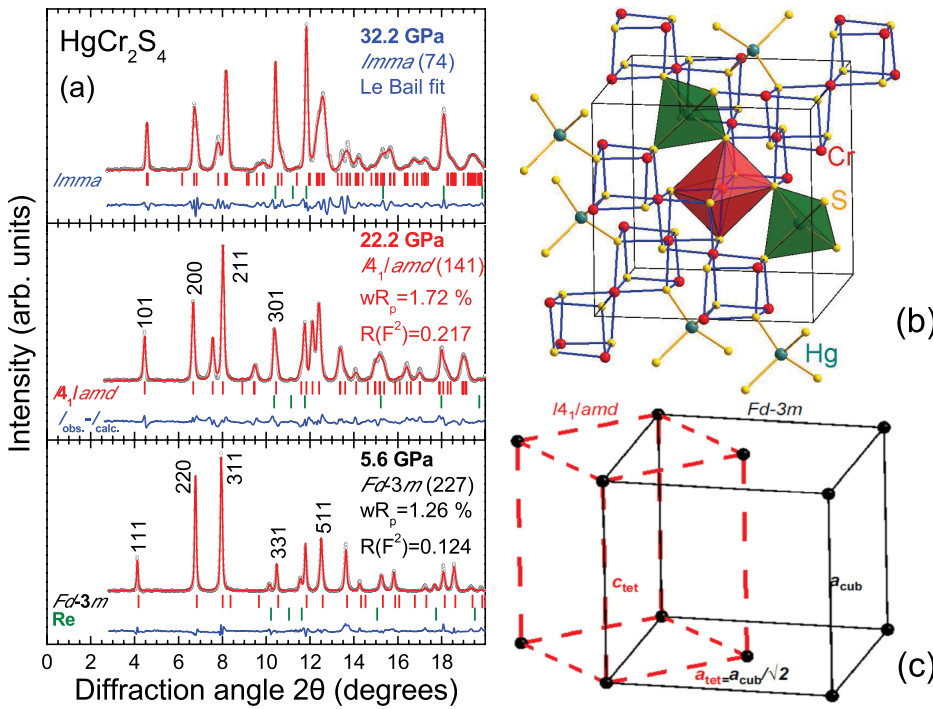 HgCr2S4
(a)
32.2 GPa
Imma (74)
Le Bail fit
Imma
22.2 GPa
I41/amd (141)
wRp=1.72 %
R(F2)=0.217
101
200
211
301
I41/amd
Iobs.-Icalc.
5.6 GPa
Fd-3m (227)
wRp=1.26 %
R(F2)=0.124
111
220
311
331
511
Fd-3m
Re
0 2 4 6 8 10 12 14 16 18
Diffraction angle 2θ (degrees)
Intensity (arb. units)
Cr
S
Hg
(b)
I41/amd
Fd-3m
ctet
acub
atet=acub/√2
(c)